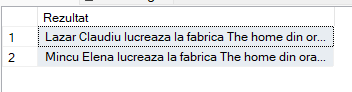 Rezultat
1 Lazar Claudiu lucreaza la fabrica The home din or...
2 Mincu Elena lucreaza la fabrica The home din ora...